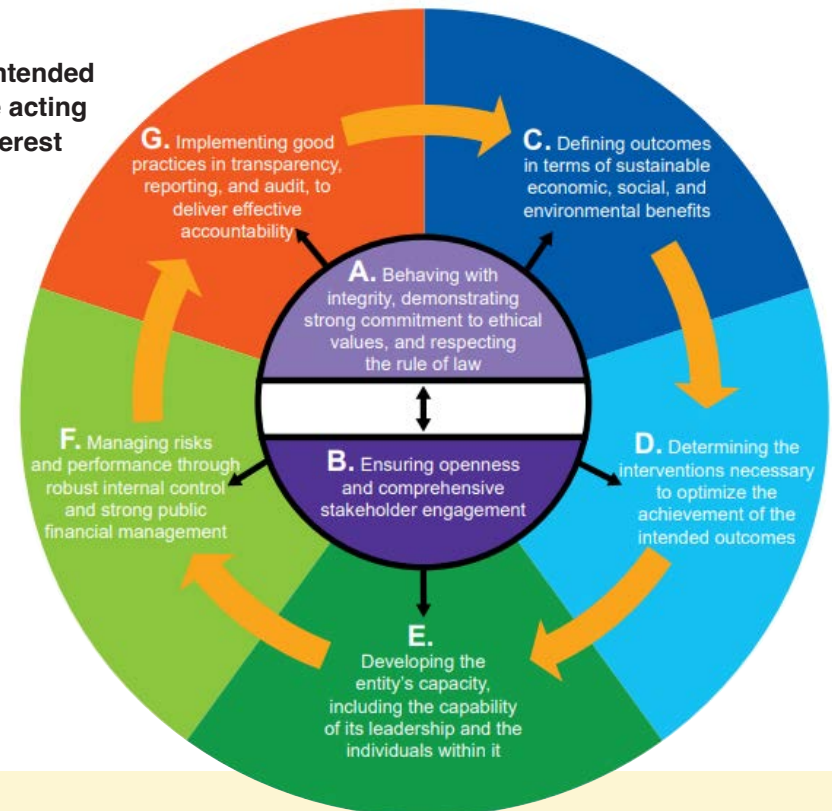 ntended
e acting
erest
G. Implementing good
practices in transparency,
reporting, and audit, to
deliver effective
accountability
C. Defining outcomes
in terms of sustainable
economic, social, and
environmental benefits
A. Behaving with
integrity, demonstrating
strong commitment to ethical
values, and respecting
the rule of law
F. Managing risks
and performance through
robust internal control
and strong public
financial management
B. Ensuring openness
and comprehensive
stakeholder engagement
D. Determining the
interventions necessary
to optimize the
achievement of the
intended outcomes
E.
Developing the
entity's capacity,
including the capability
of its leadership and the
individuals within it